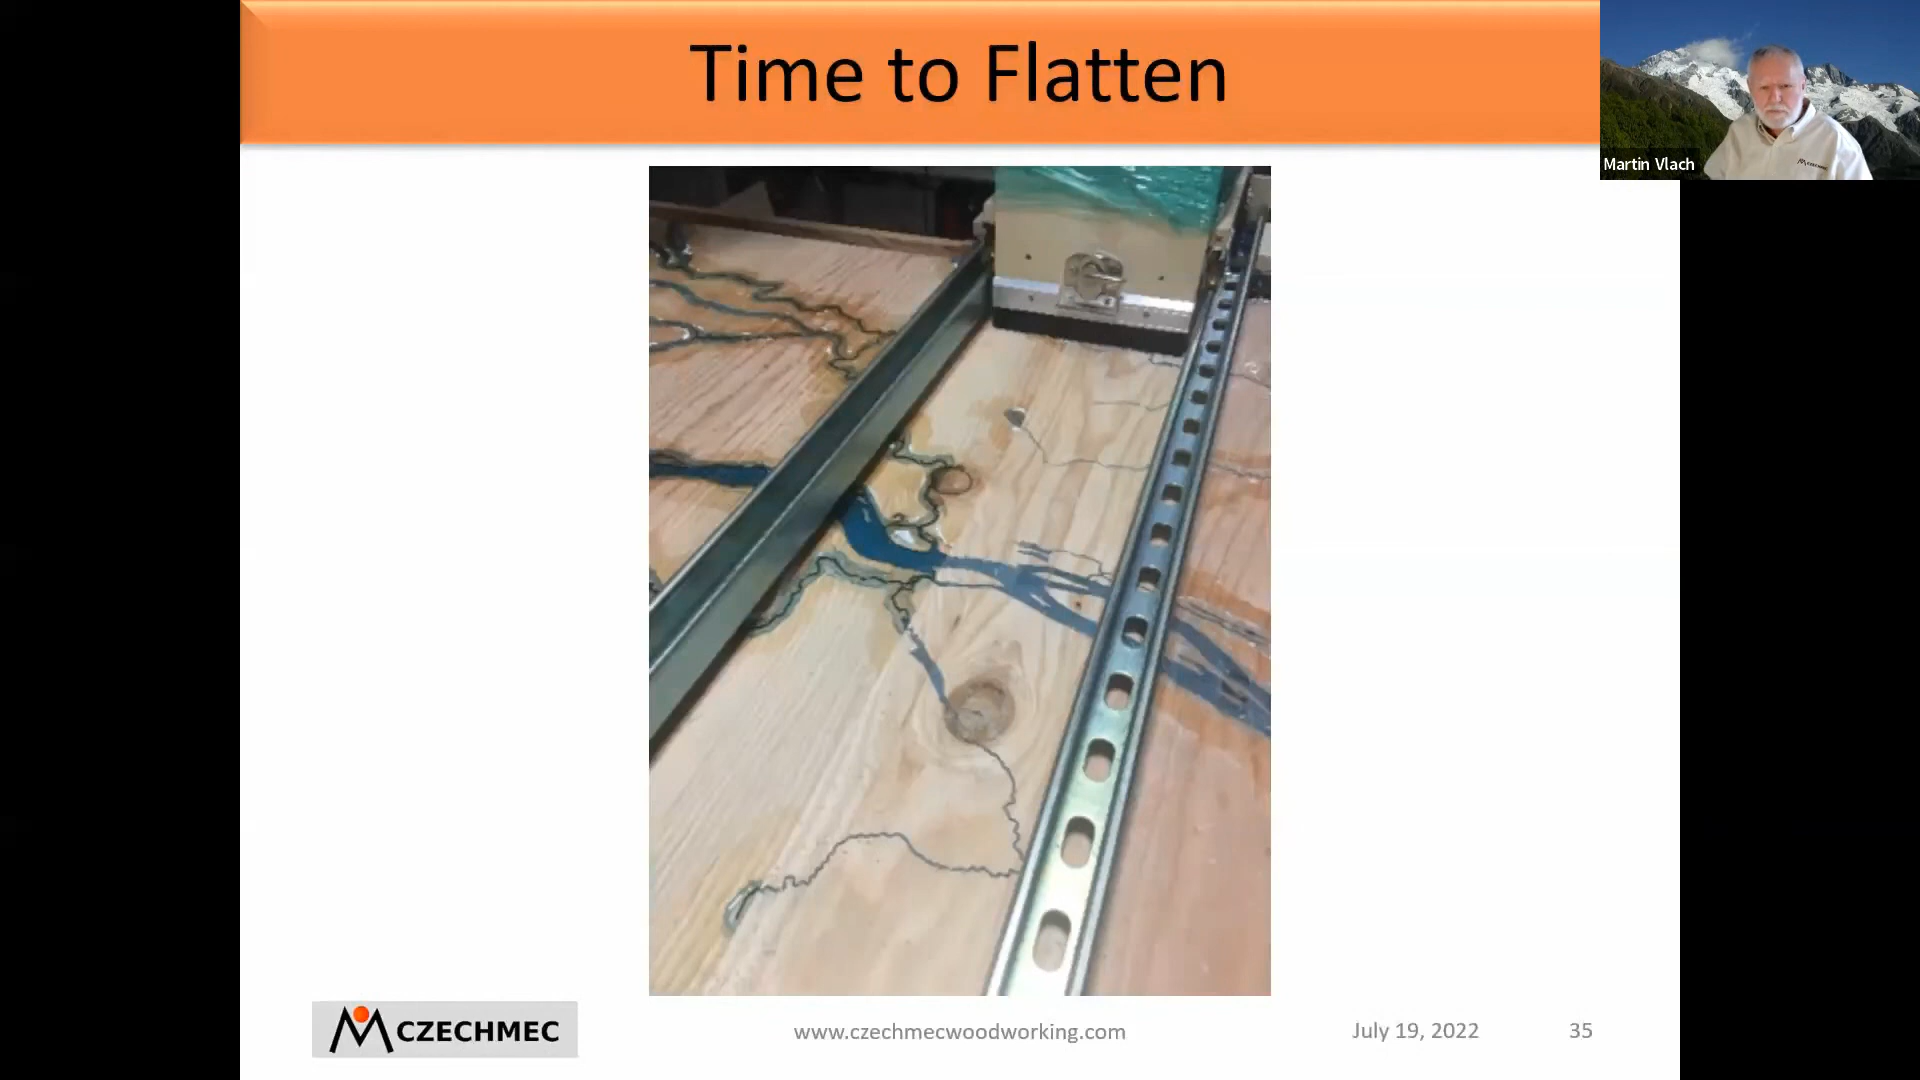 Time to Flatten
Martin Vlach
CZECHMEC
www.czechmecwoodworking.com
July 19, 2022
35